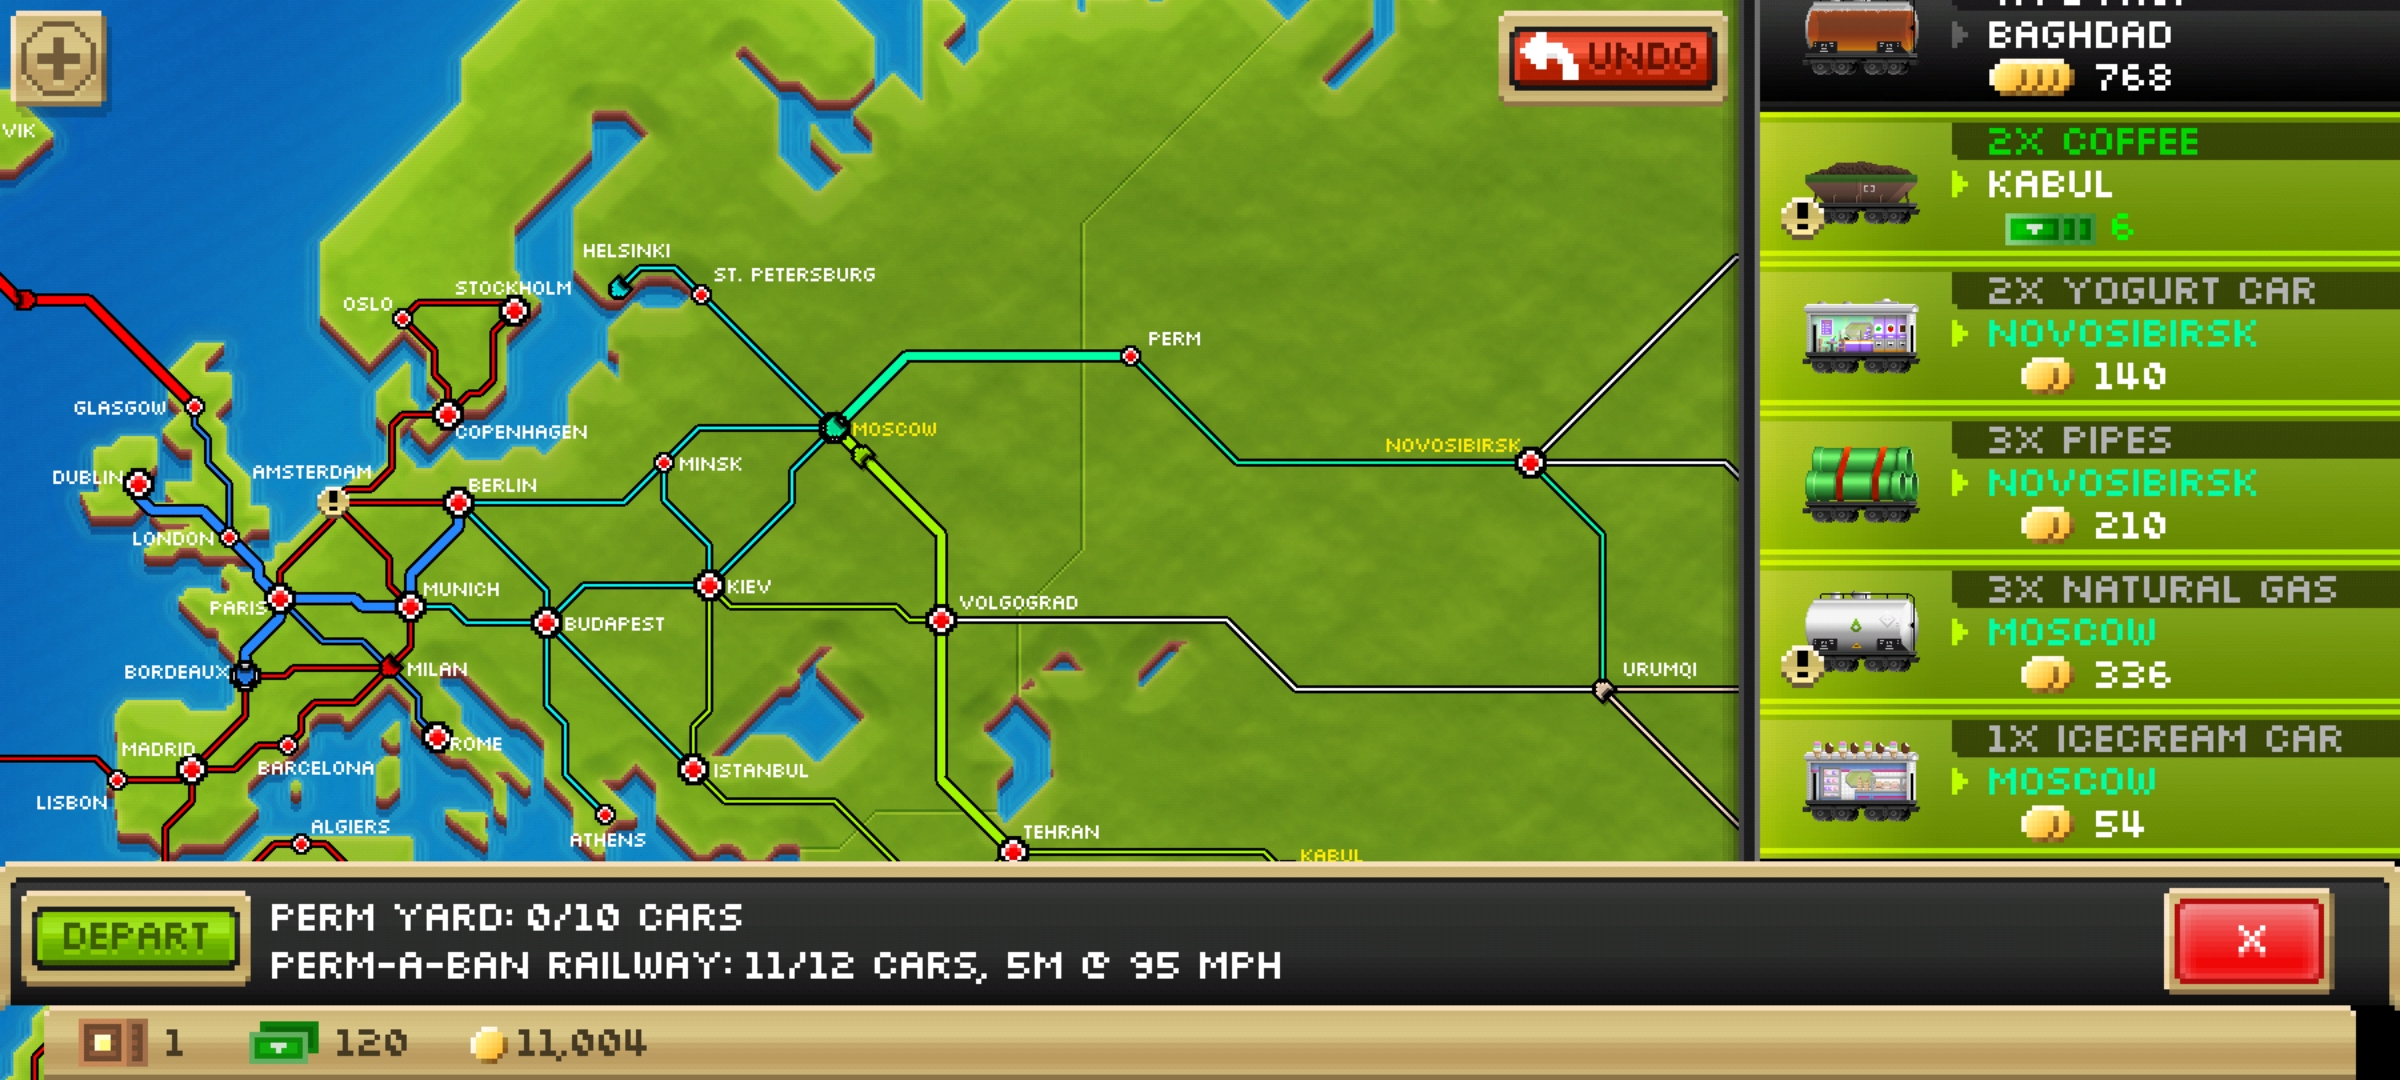 VIK
UNDO
BAGHDAD
768
2X COFFEE
KABUL
6
2X YOGURT CAR
NOVOSIBIRSK
140
3X PIPES
NOVOSIBIRSK
210
3X NATURAL GAS
MOSCOW
336
1X ICECREAM CAR
MOSCOW
54
HELSINKI
ST. PETERSBURG
STOCKHOLM
OSLO
PERM
GLASGOW
COPENHAGEN
MOSCOW
NOVOSIBIRSK
MINSK
AMSTERDAM
DUBLIN
BERLIN
LONDON
MUNICH
KIEV
VOLGOGRAD
PARIS
BUDAPEST
BORDEAUX
MILAN
URUMQI
MADRID
ROME
BARCELONA
ISTANBUL
LISBON
ALGIERS
ATHENS
TEHRAN
KABUL
DEPART
PERM YARD: 0/10 CARS
PERM-A-BAN RAILWAY: 11/12 CARS, 5M @ 95 MPH
X
1
120
11,004